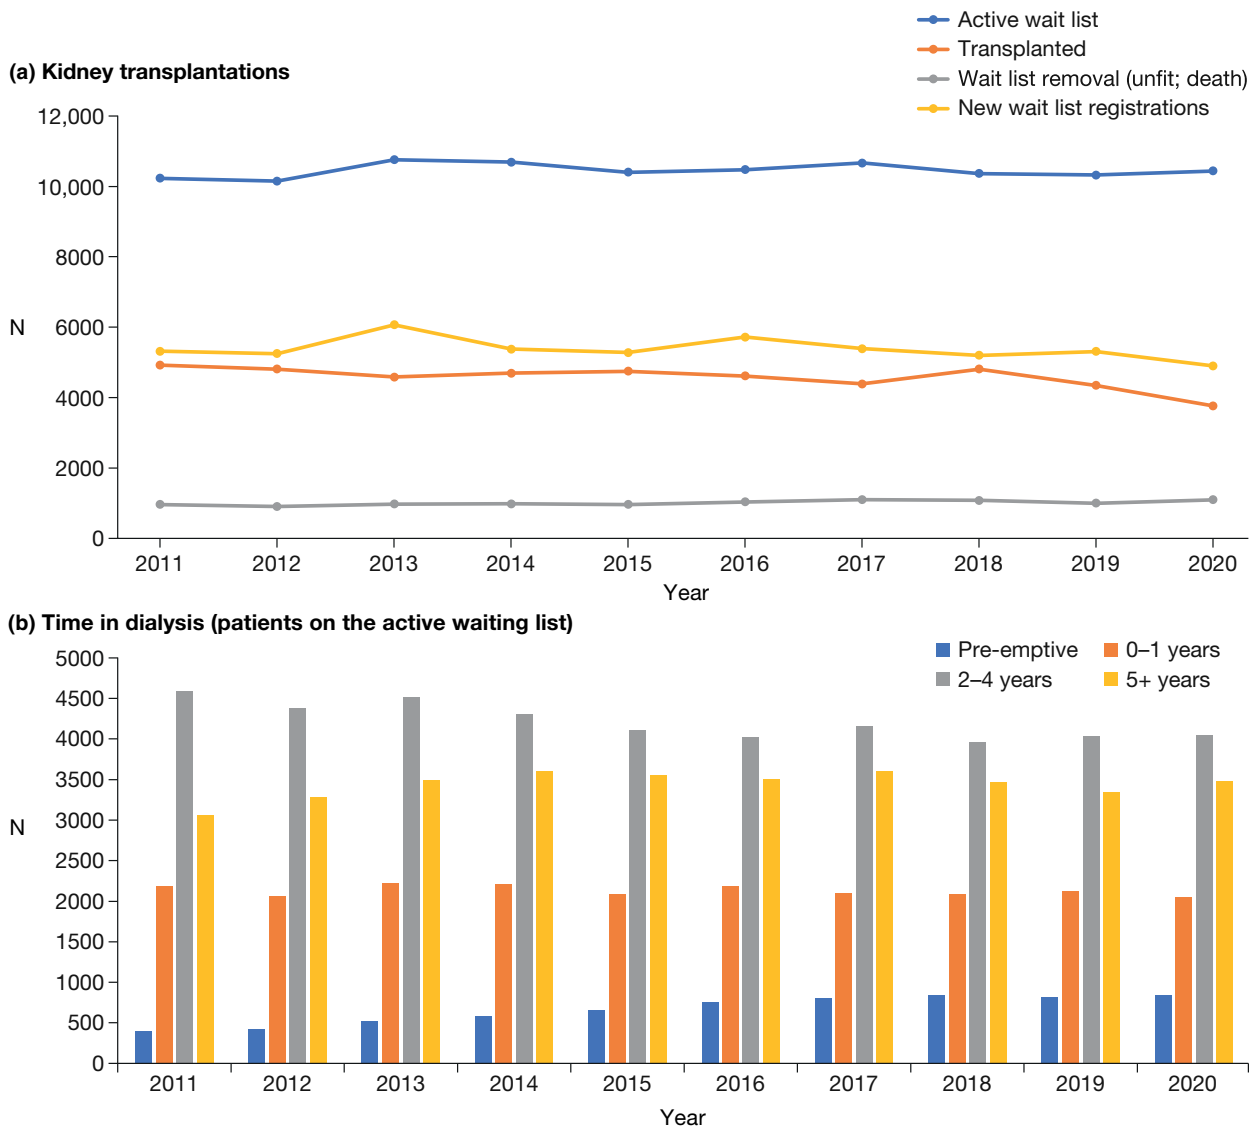 Active wait list
Transplanted
(a) Kidney transplantations
Wait list removal (unfit; death)
New wait list registrations
12,000
10,000
8000
6000
N
4000
2000
0
2011 2012 2013 2014 2015 2016 2017 2018 2019 2020
Year
(b) Time in dialysis (patients on the active waiting list)
Pre-emptive 0–1 years
2–4 years 5+ years
5000
4500
4000
3500
3000
N
2500
2000
1500
1000
500
0
2011 2012 2013 2014 2015 2016 2017 2018 2019 2020
Year